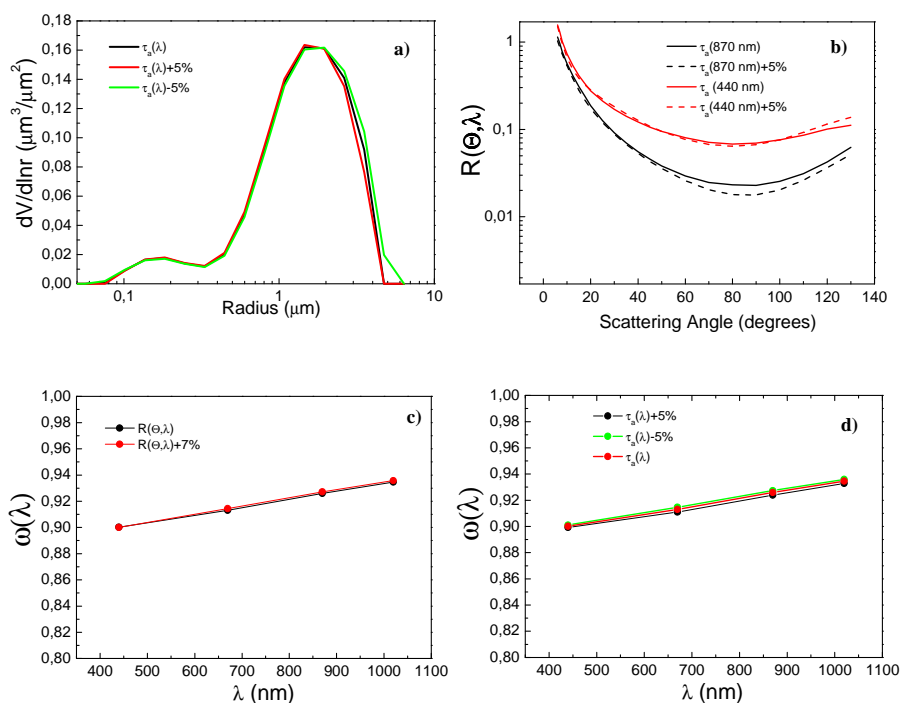 a)
τa(λ)
τa(λ)+5%
τa(λ)-5%
0,18
0,16
0,14
0,12
0,10
0,08
0,06
0,04
0,02
0,00
dV/dlnr (μm³/μm²)
0,1
1
10
Radius (μm)
b)
τa(870 nm)
τa(870 nm)+5%
τa(440 nm)
τa(440 nm)+5%
1
0,1
0,01
R(Θ,λ)
0
20
40
60
80
100
120
140
Scattering Angle (degrees)
c)
R(Θ,λ)
R(Θ,λ)+7%
1,00
0,98
0,96
0,94
0,92
0,90
0,88
0,86
0,84
0,82
0,80
ω(λ)
400
500
600
700
800
900
1000
1100
λ (nm)
d)
τa(λ)+5%
τa(λ)-5%
τa(λ)
1,00
0,98
0,96
0,94
0,92
0,90
0,88
0,86
0,84
0,82
0,80
ω(λ)
400
500
600
700
800
900
1000
1100
λ (nm)